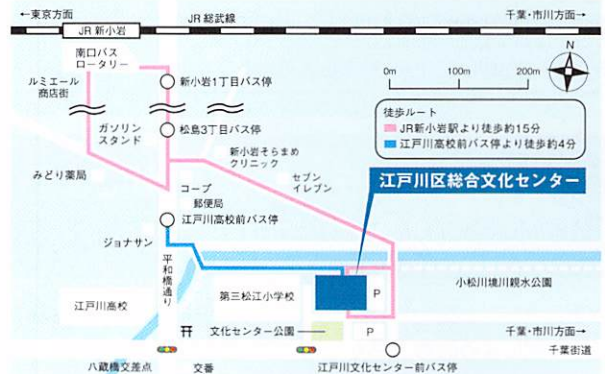 ←東京方面
JR 総武線
千葉・市川方面→
JR 新小岩
南口バス
ロータリー
N
ルミエール
商店街
新小岩1丁目バス停
0m
100m
200m
ガソリン
スタンド
松島3丁目バス停
徒歩ルート
JR新小岩駅より徒歩約15分
江戸川高校前バス停より徒歩約4分
新小岩そらまめ
クリニック
みどり薬局
セブン
イレブン
江戸川区総合文化センター
コープ
郵便局
江戸川高校前バス停
ジョナサン
平和橋通り
江戸川高校
第三松江小学校
P
小松川境川親水公園
文化センター公園
P
千葉・市川方面→
千葉街道
八蔵橋交差点
交番
江戸川文化センター前バス停